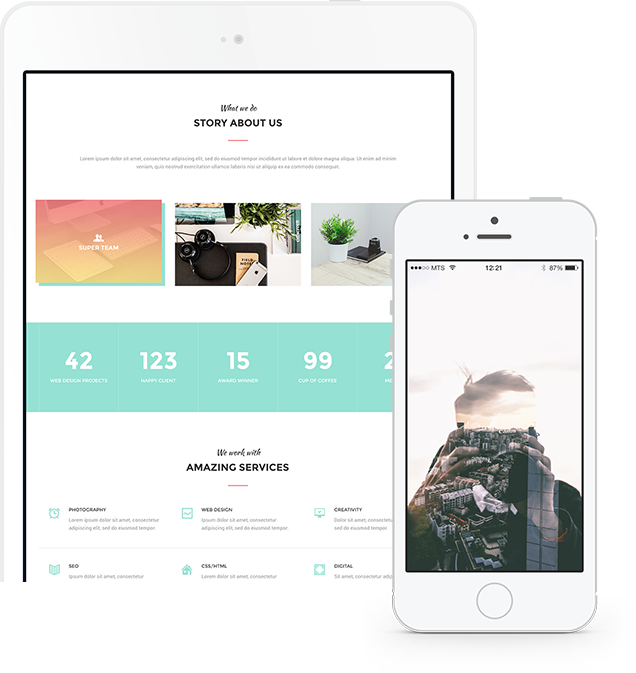 What we do
STORY ABOUT US
Lorem ipsum dolor sit amet, consectetur adipiscing elit, sed do eiusmod tempor incididunt ut labore et dolore magna aliqua. Ut enim ad minim
veniam, quis nostrud exercitation ullamco laboris nisi ut aliquip ex ea commodo consequat.
SUPER TEAM
FIELD NOTES
42
123
15
99
2
WEB DESIGN PROJECTS
HAPPY CLIENT
AWARD WINNER
CUP OF COFFEE
ME
We work with
AMAZING SERVICES
PHOTOGRAPHY
Lorem ipsum dolor sit amet, consectetur
adipiscing elit, sed do eiusmod tempor.
WEB DESIGN
Lorem ipsum dolor sit amet, consectetur
adipiscing elit, sed do eiusmod tempor.
CREATIVITY
Lorem ipsum dolor sit amet,
adipiscing elit, sed do
SEO
Ipsum dolor sit amet, consectetur
CSS/HTML
Lorem dolor sit amet, consectetur
DIGITAL
Sit amet, consectetur adip
MTS
12:21
87%